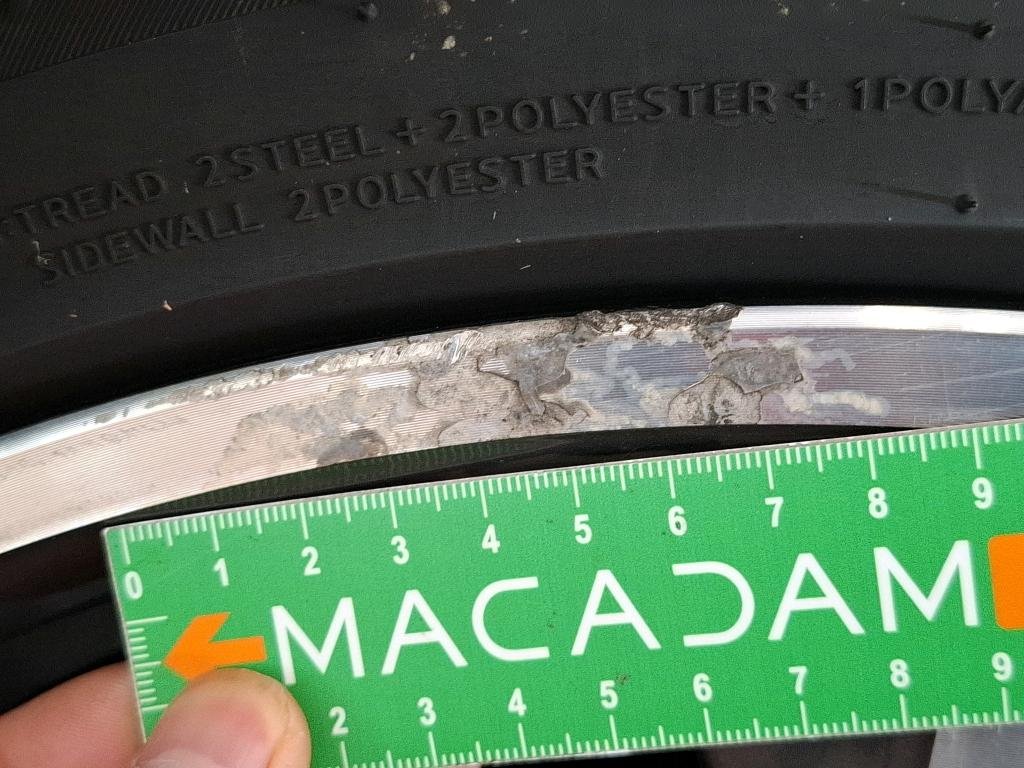 TREAD 2STEEL + 2POLYESTER + 1POLY
SIDEWALL 2POLYESTER
0 1 2 3 4 5 6 7 8 9
MACADAM
2 3 4 5 6 7 8 9